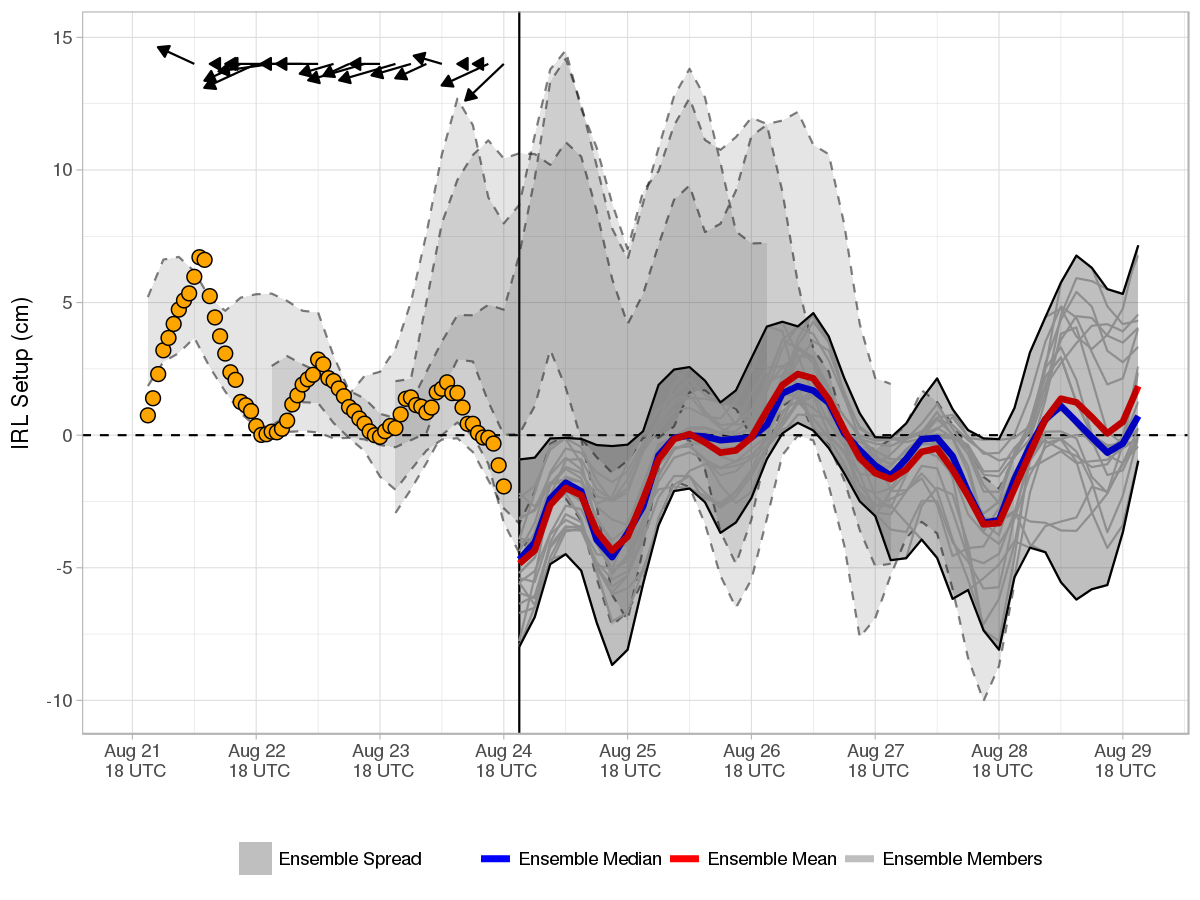 IRL Setup (cm)
15
10
5
0
-5
-10
Aug 21
18 UTC
Aug 22
18 UTC
Aug 23
18 UTC
Aug 24
18 UTC
Aug 25
18 UTC
Aug 26
18 UTC
Aug 27
18 UTC
Aug 28
18 UTC
Aug 29
18 UTC
Ensemble Spread
Ensemble Median
Ensemble Mean
Ensemble Members